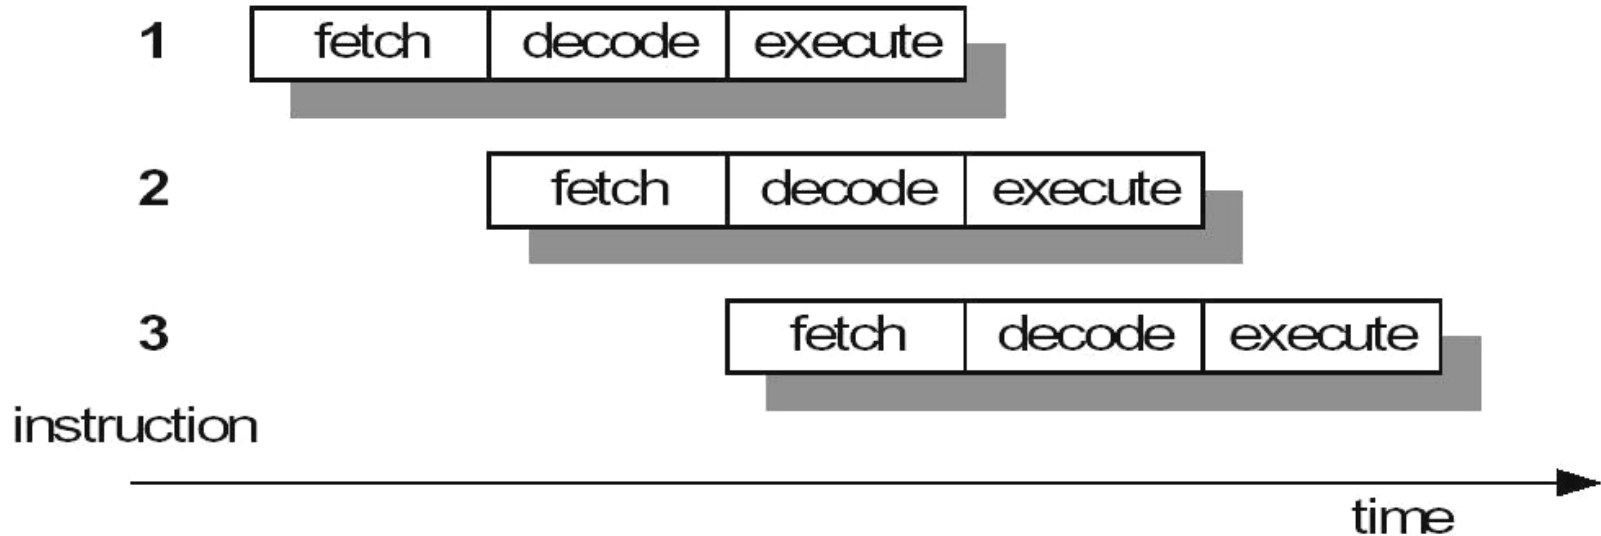 1 fetch decode execute
2 fetch decode execute
3 fetch decode execute
instruction
time